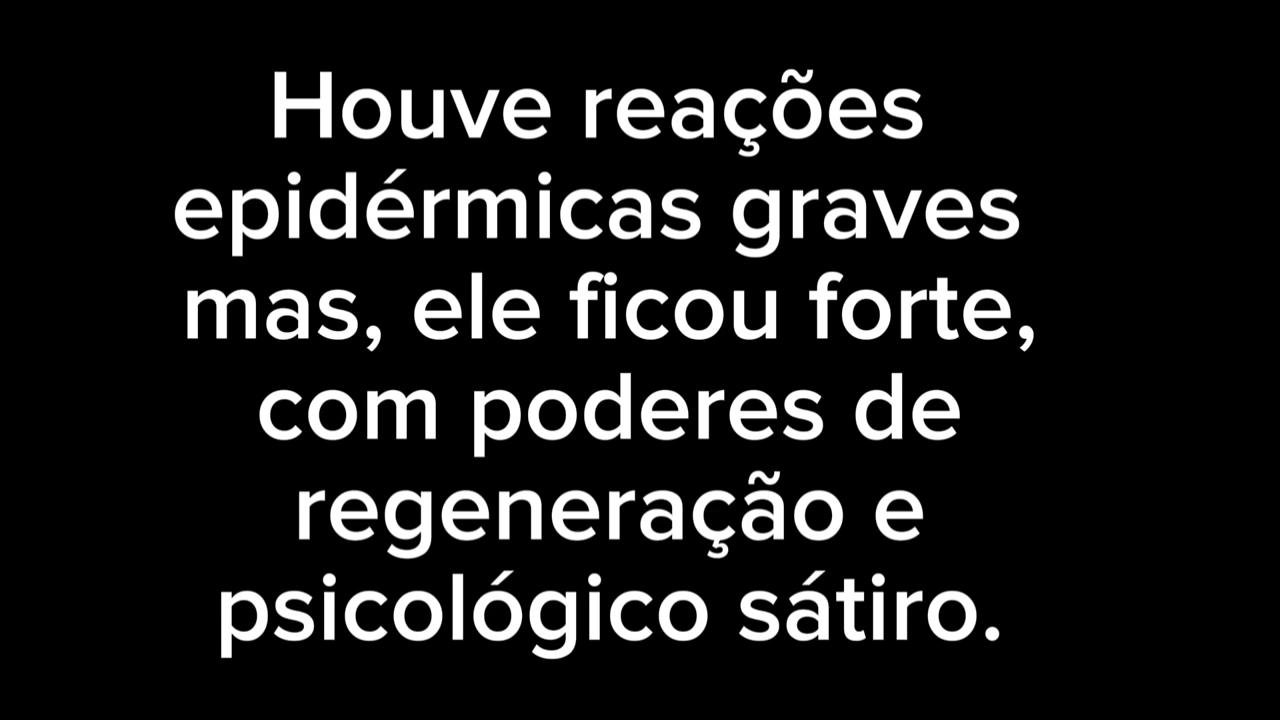 Houve reações
epidérmicas graves
mas, ele ficou forte,
com poderes de
regeneração e
psicológico sátiro.